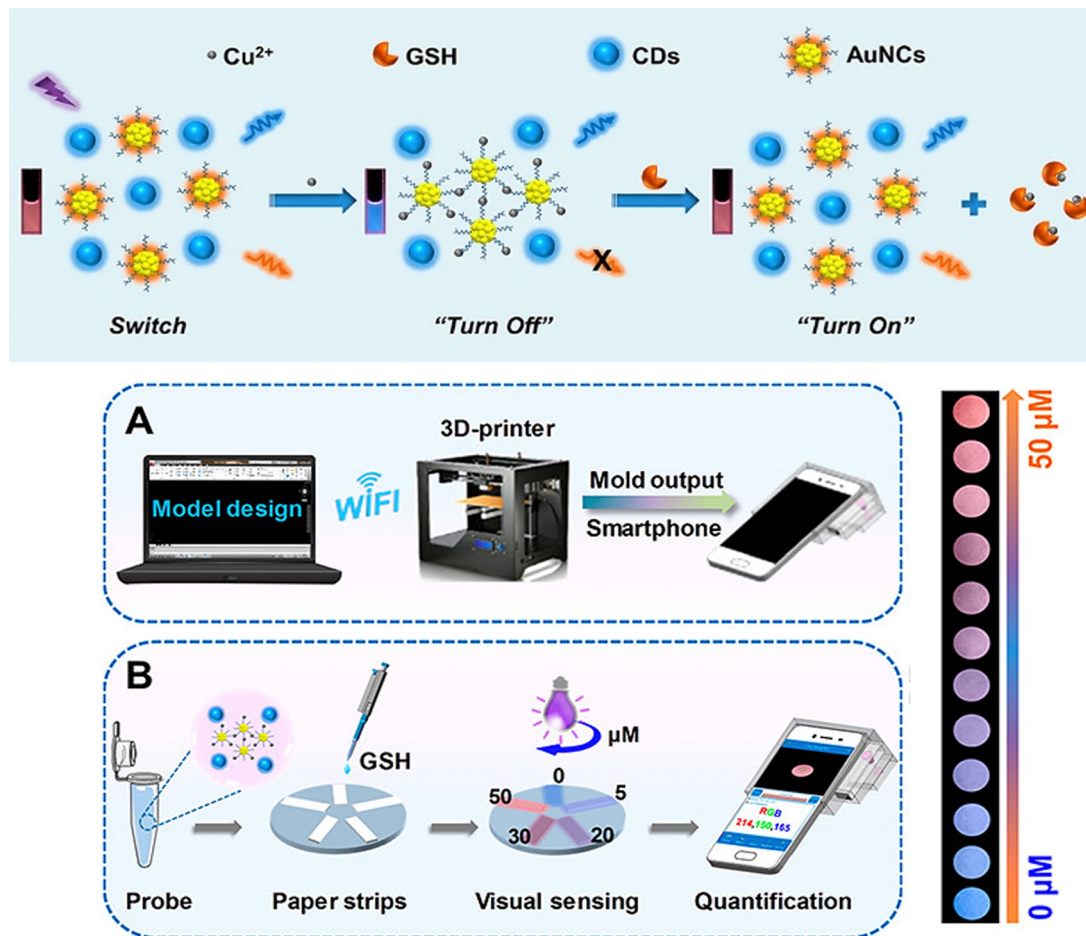 Cu²⁺ GSH CDs AuNCs
X
+
Switch "Turn Off" "Turn On"
A
3D-printer
Model design
WiFi
Mold output
Smartphone
B
GSH
µM
0
50 5
30 20
RGB
214,150,165
Probe Paper strips Visual sensing Quantification
50 µM
0 µM